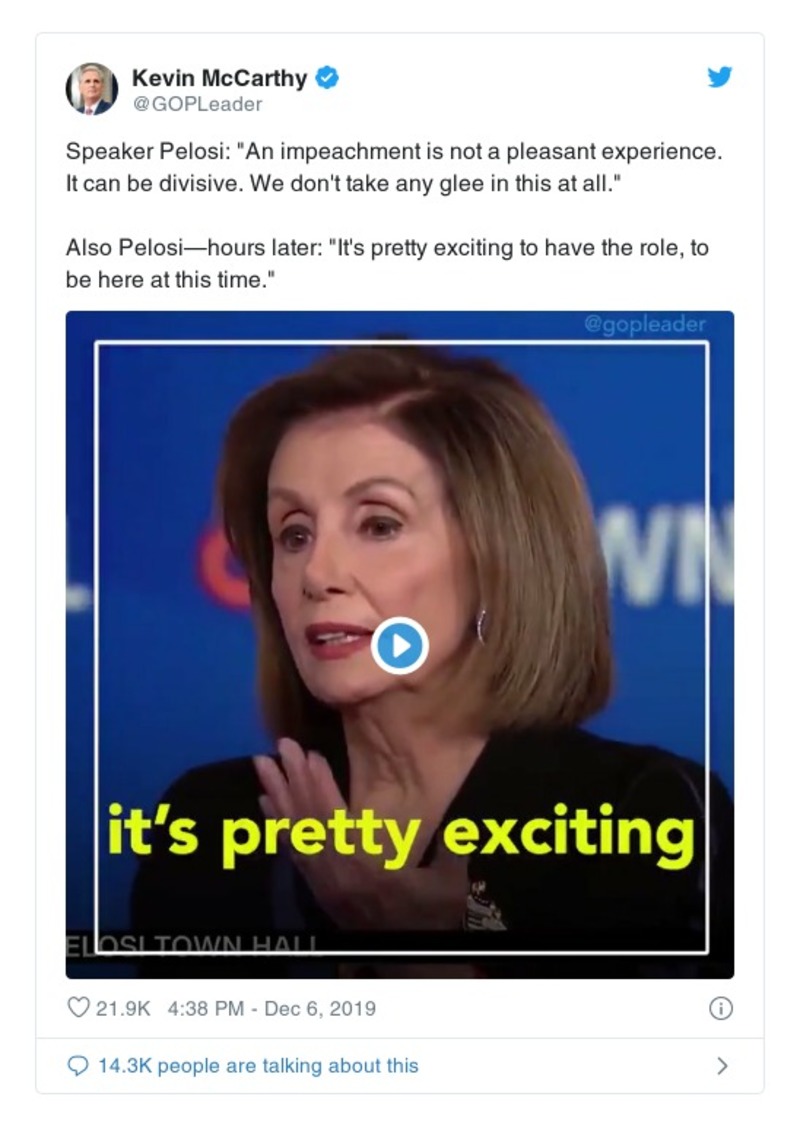 Kevin McCarthy
@GOPLeader
Speaker Pelosi: "An impeachment is not a pleasant experience.
It can be divisive. We don't take any glee in this at all."
Also Pelosi—hours later: "It's pretty exciting to have the role, to
be here at this time."
@gopleader
WN
it's pretty exciting
ELOSI TOWN HALL
21.9K 4:38 PM - Dec 6, 2019
14.3K people are talking about this